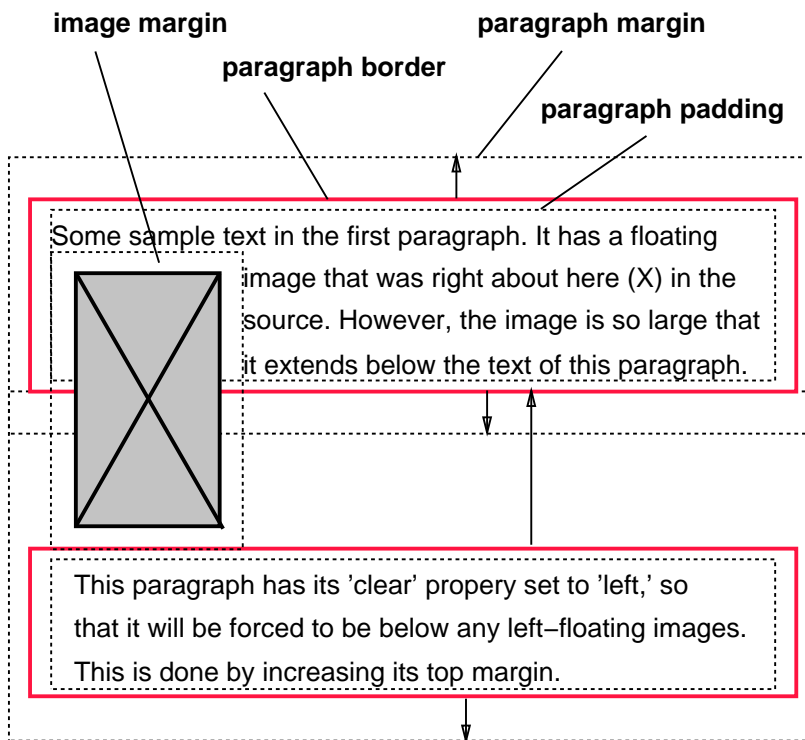 image margin
paragraph margin
paragraph border
paragraph padding
Some sample text in the first paragraph. It has a floating
image that was right about here (X) in the
source. However, the image is so large that
it extends below the text of this paragraph.
This paragraph has its ’clear’ propery set to ’left,’ so
that it will be forced to be below any left−floating images.
This is done by increasing its top margin.